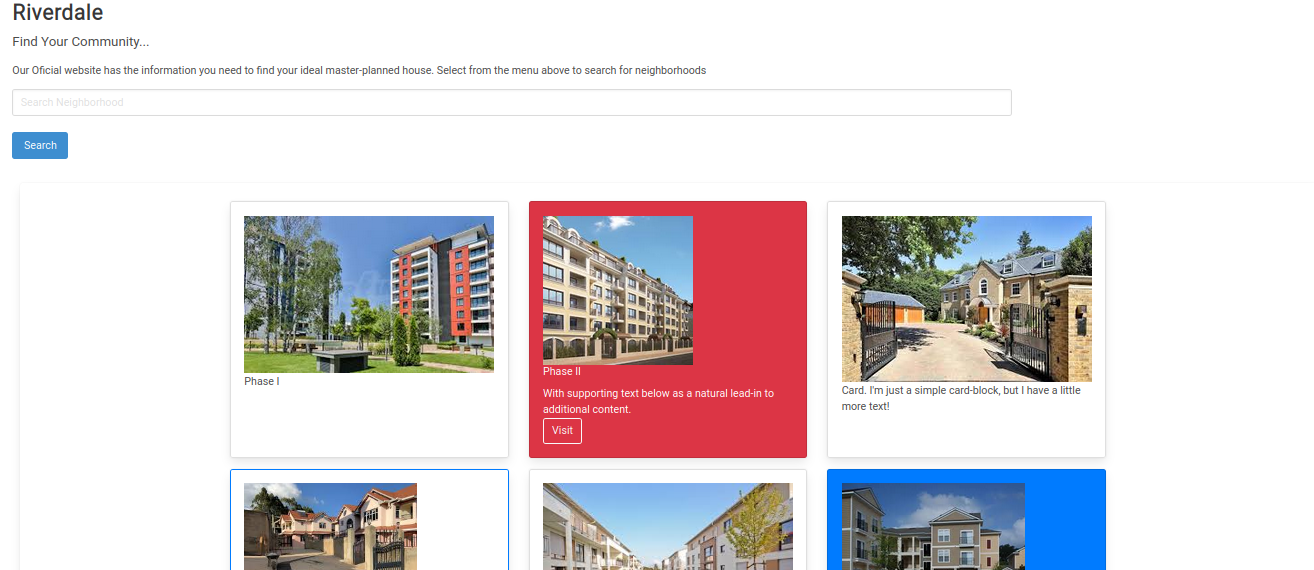 Riverdale
Find Your Community...
Our Oficial website has the information you need to find your ideal master-planned house. Select from the menu above to search for neighborhoods
Search Neighborhood
Search
Phase I
Phase II
With supporting text below as a natural lead-in to
additional content.
Visit
Card. I'm just a simple card-block, but I have a little
more text!